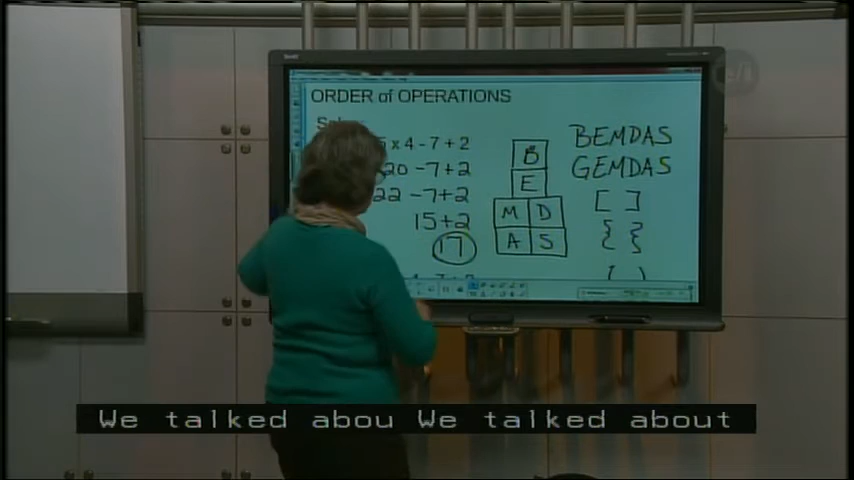 ORDER of OPERATIONS
x 4 - 7 + 2
20 - 7 + 2
22 - 7 + 2
15 + 2
17
B
E
M D
A S
BEMDAS
GEMDAS
[ ]
{ }
( )
We talked abou We talked about